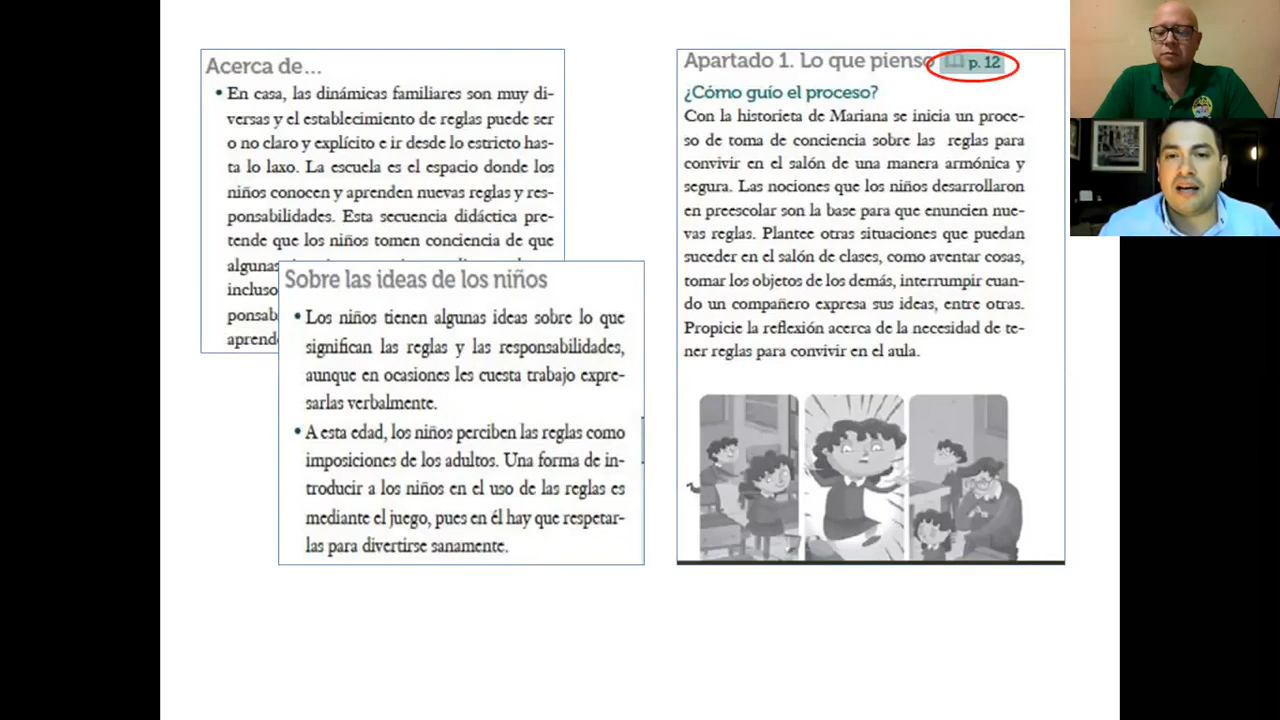 Acerca de...
• En casa, las dinámicas familiares son muy di-
versas y el establecimiento de reglas puede ser
o no claro y explícito e ir desde lo estricto has-
ta lo laxo. La escuela es el espacio donde los
niños conocen y aprenden nuevas reglas y res-
ponsabilidades. Esta secuencia didáctica pre-
tende que los niños tomen conciencia de que
algunas
incluso
ponsab
aprend
Sobre las ideas de los niños
• Los niños tienen algunas ideas sobre lo que
significan las reglas y las responsabilidades,
aunque en ocasiones les cuesta trabajo expre-
sarlas verbalmente.
• A esta edad, los niños perciben las reglas como
imposiciones de los adultos. Una forma de in-
troducir a los niños en el uso de las reglas es
mediante el juego, pues en él hay que respetar-
las para divertirse sanamente.
Apartado 1. Lo que pienso p. 12
¿Cómo guío el proceso?
Con la historieta de Mariana se inicia un proce-
so de toma de conciencia sobre las reglas para
convivir en el salón de una manera armónica y
segura. Las nociones que los niños desarrollaron
en preescolar son la base para que enuncien nue-
vas reglas. Plantee otras situaciones que puedan
suceder en el salón de clases, como aventar cosas,
tomar los objetos de los demás, interrumpir cuan-
do un compañero expresa sus ideas, entre otras.
Propicie la reflexión acerca de la necesidad de te-
ner reglas para convivir en el aula.